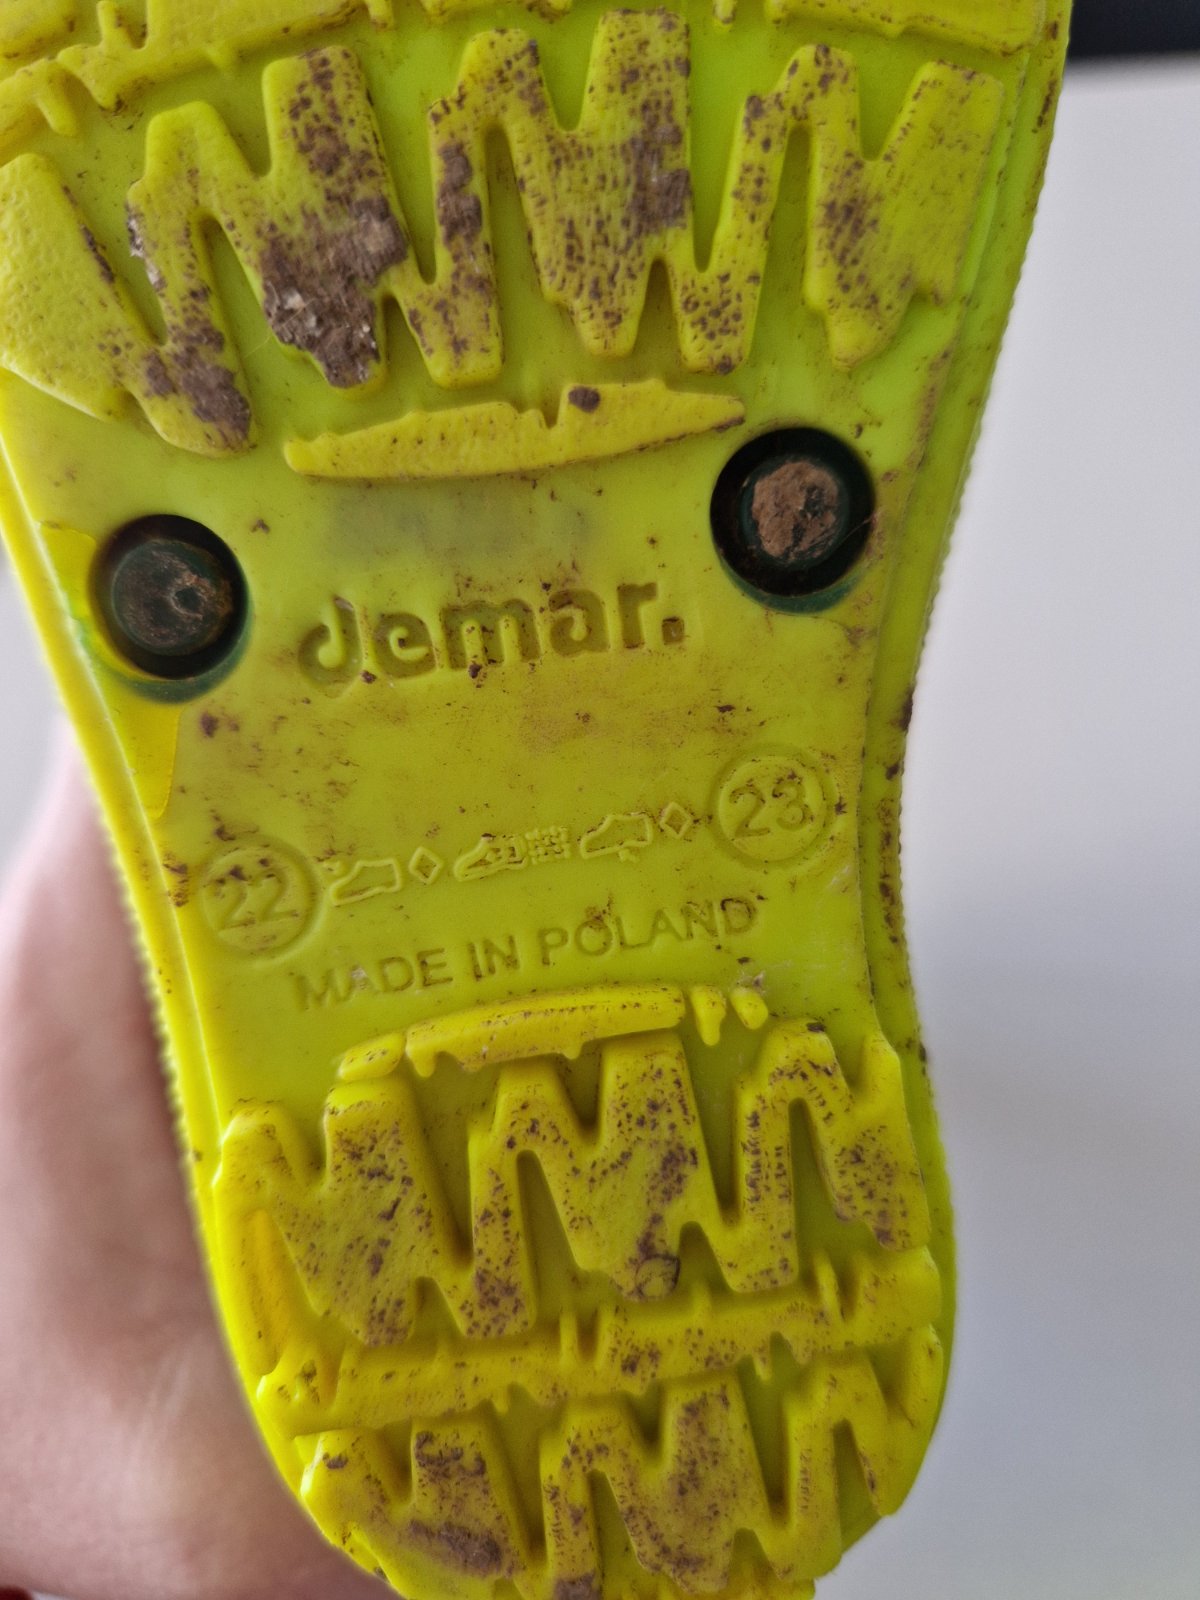 demar.
22 23
MADE IN POLAND